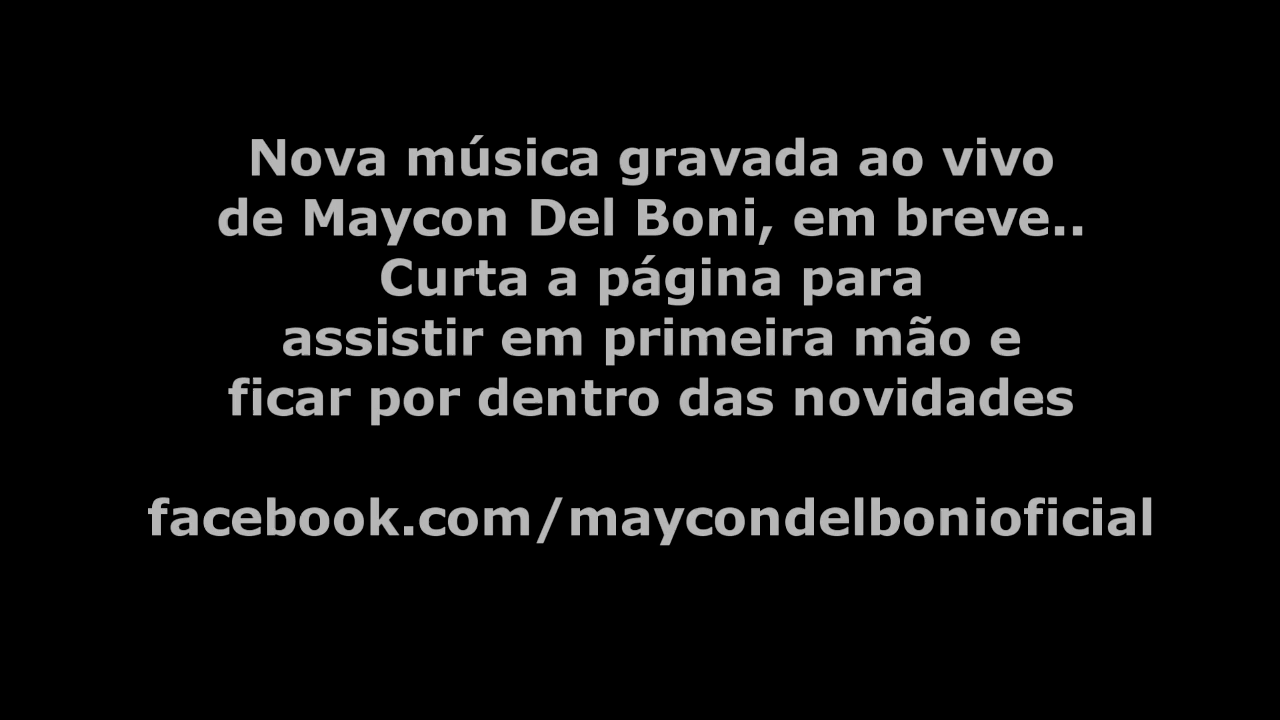 Nova música gravada ao vivo
de Maycon Del Boni, em breve..
Curta a página para
assistir em primeira mão e
ficar por dentro das novidades
facebook.com/maycondelbonioficial